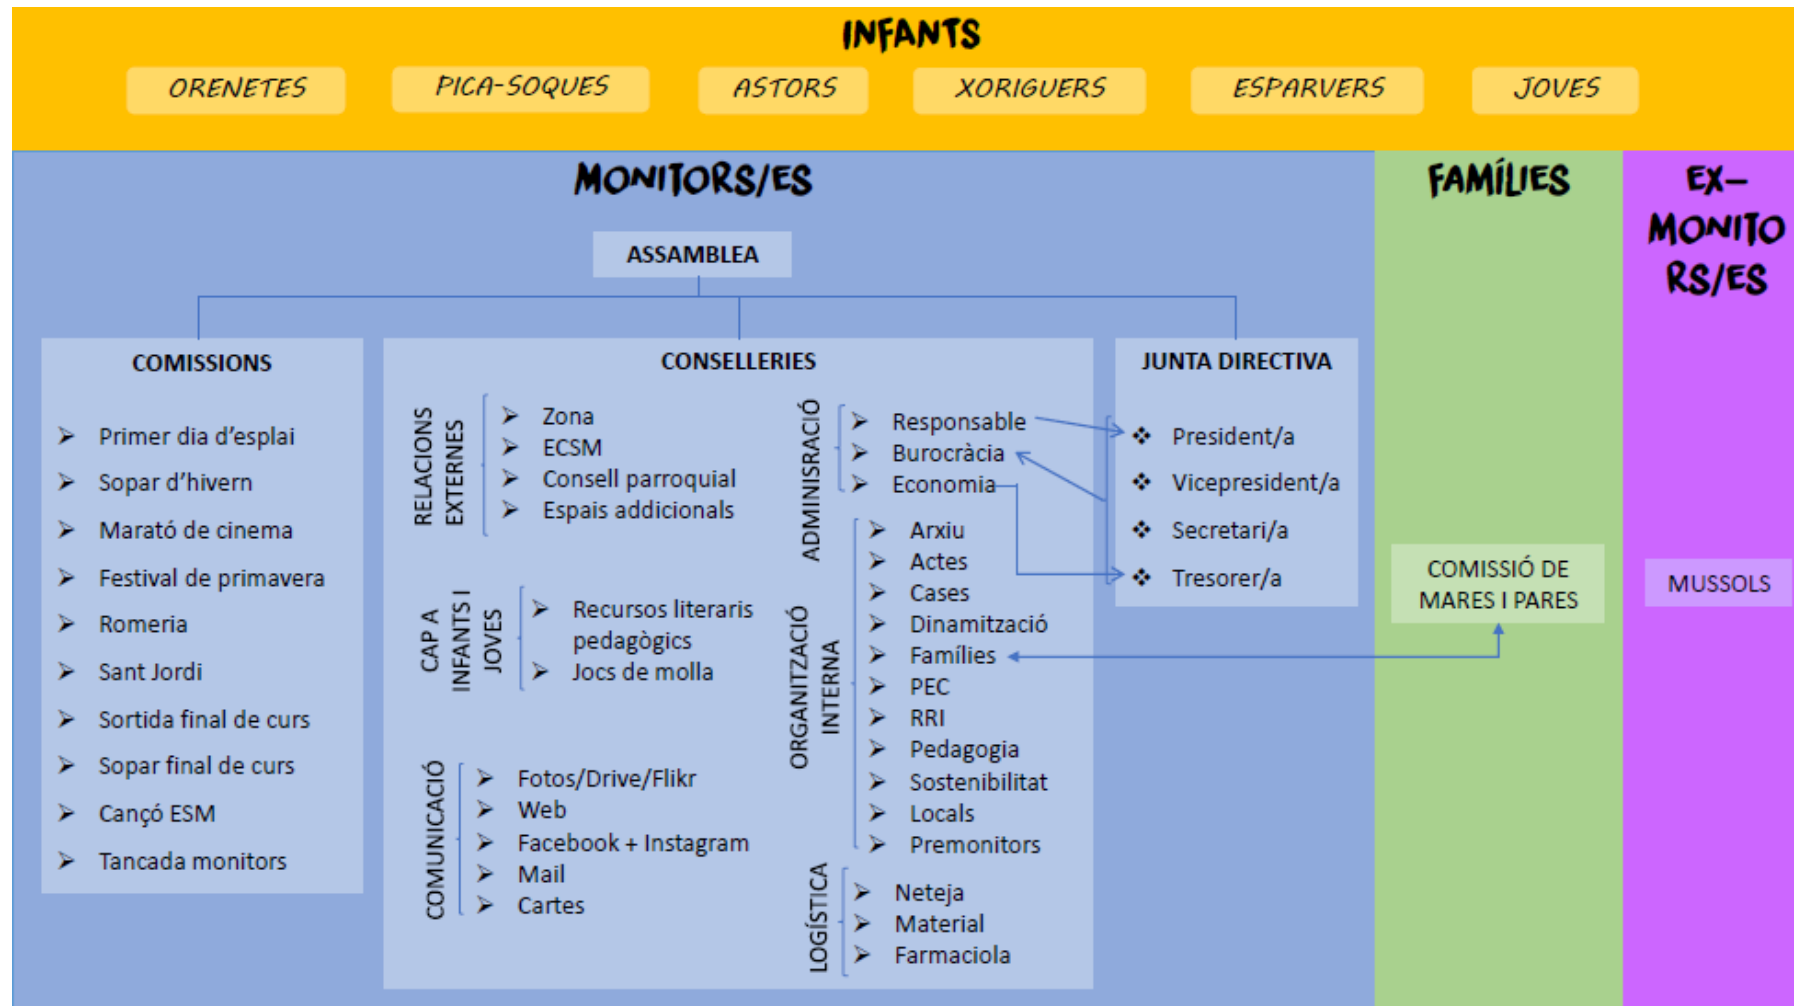 INFANTS
ORENETES
PICA-SOQUES
ASTORS
XORIGUERS
ESPARVERS
JOVES
MONITORS/ES
ASSAMBLEA
COMISSIONS
Primer dia d'esplai
Sopar d'hivern
Marató de cinema
Festival de primavera
Romeria
Sant Jordi
Sortida final de curs
Sopar final de curs
Cançó ESM
Tancada monitors
CONSELLERIES
RELACIONS
EXTERNES
Zona
ECSM
Consell parroquial
Espais addicionals
CAP A
INFANTS I
JOVES
Recursos literaris
pedagògics
Jocs de molla
COMUNICACIÓ
Fotos/Drive/Flikr
Web
Facebook + Instagram
Mail
Cartes
ADMINISRACIÓ
Responsable
Burocràcia
Economia
ORGANITZACIÓ
INTERNA
Arxiu
Actes
Cases
Dinamització
Famílies
PEC
RRI
Pedagogia
Sostenibilitat
Locals
Premonitors
LOGÍSTICA
Neteja
Material
Farmaciola
JUNTA DIRECTIVA
President/a
Vicepresident/a
Secretari/a
Tresorer/a
FAMÍLIES
COMISSIÓ DE
MARES I PARES
EX-
MONITO
RS/ES
MUSSOLS